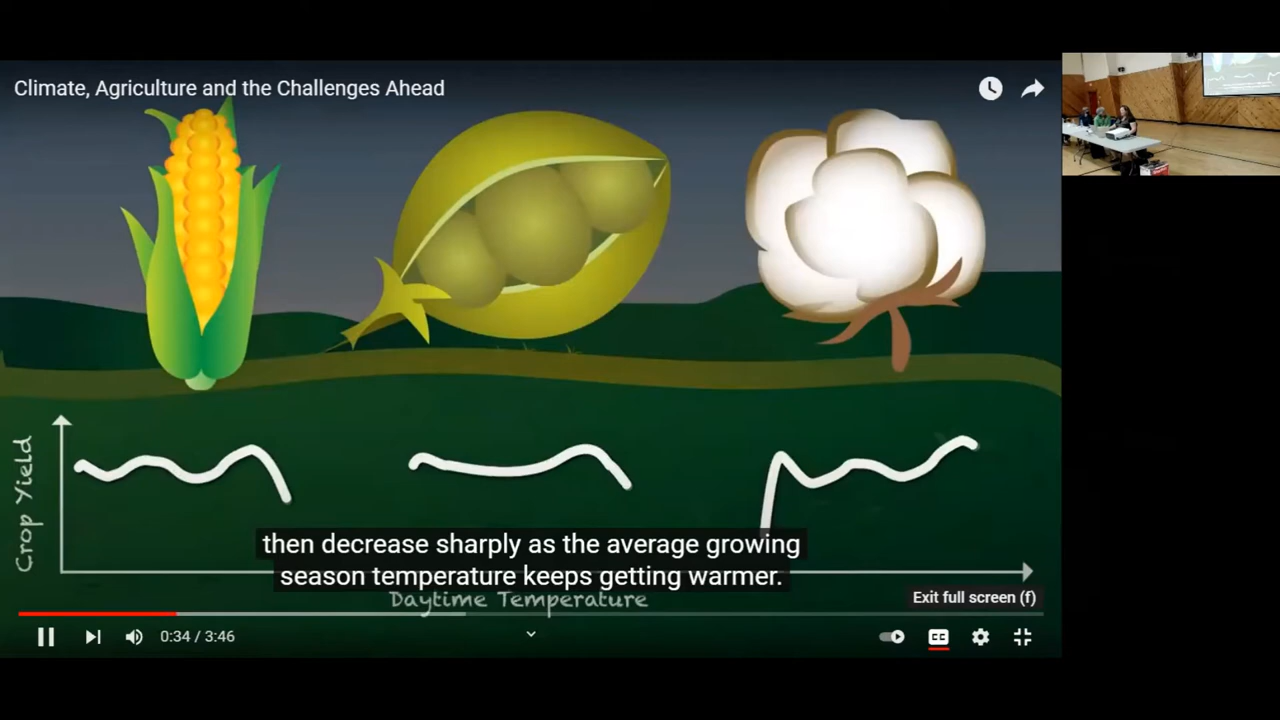 Climate, Agriculture and the Challenges Ahead
Crop Yield
then decrease sharply as the average growing
season temperature keeps getting warmer.
Daytime Temperature
Exit full screen (f)
0:34 / 3:46
CC